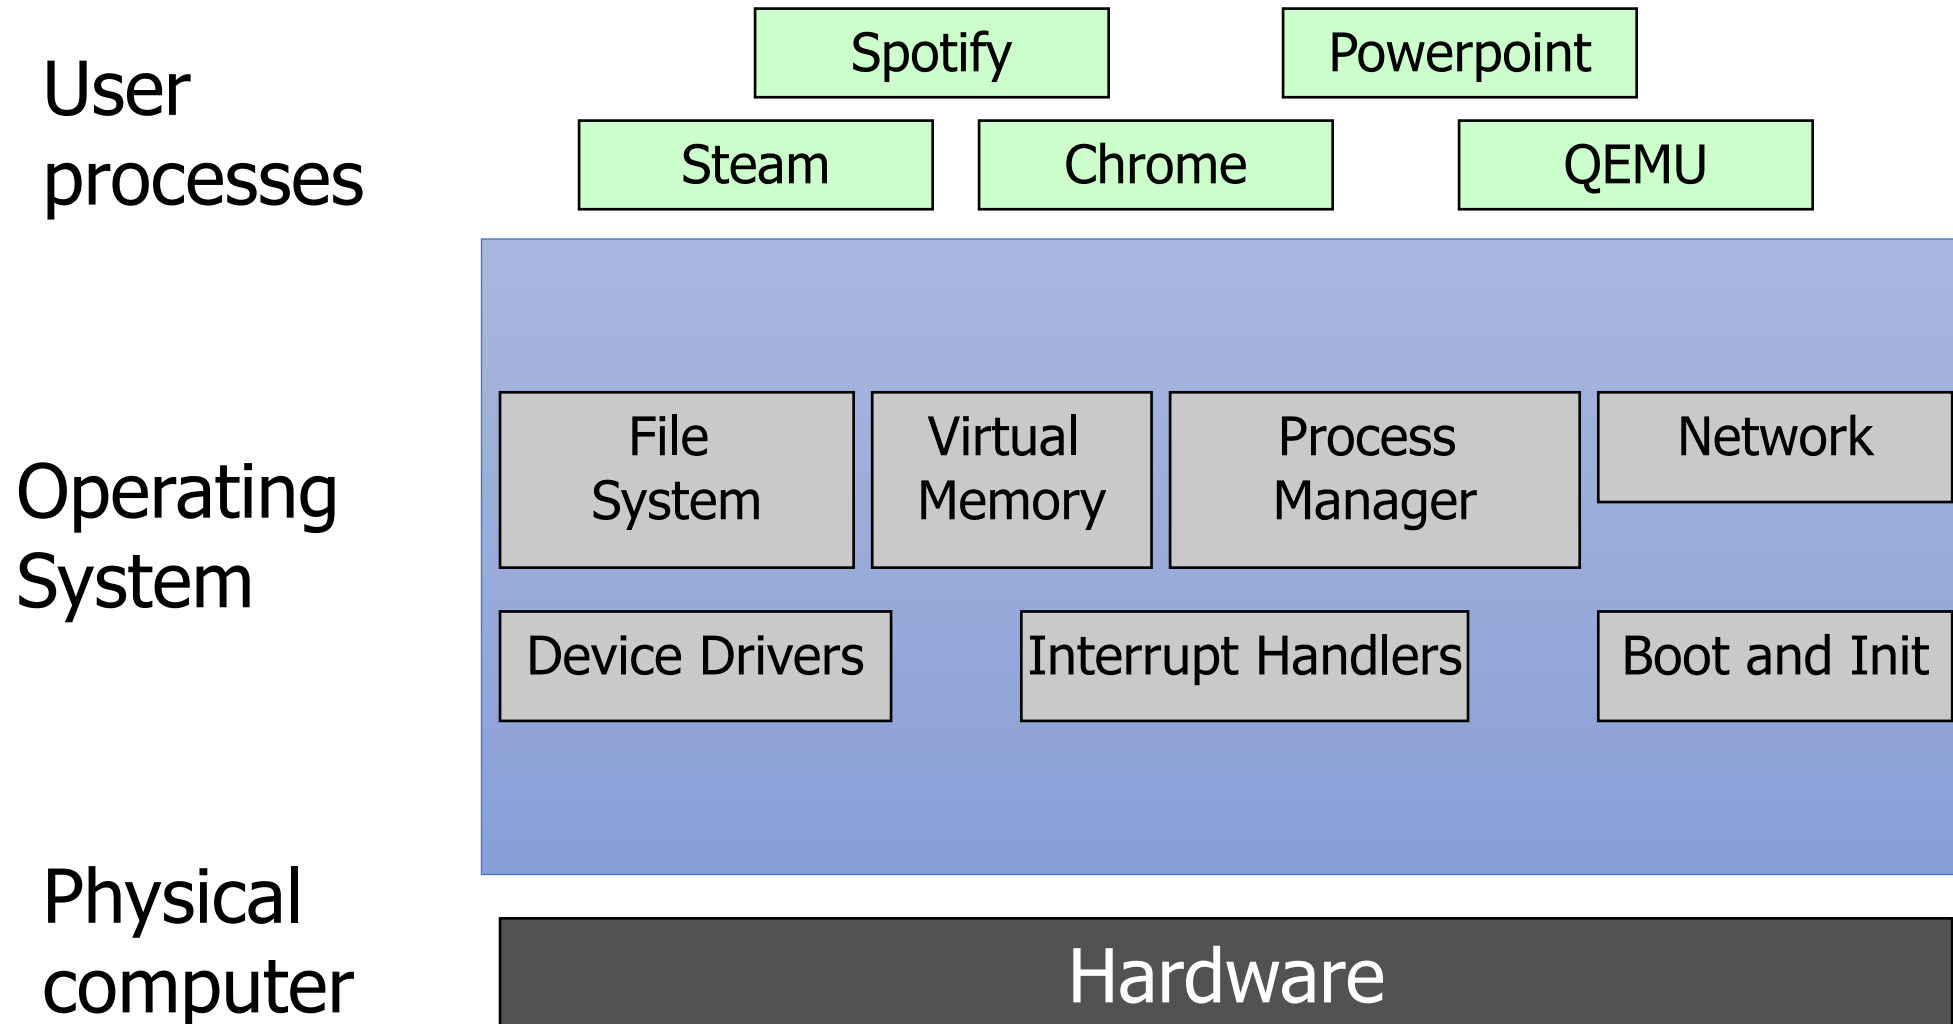 User
processes
Spotify
Powerpoint
Steam
Chrome
QEMU
Operating
System
File
System
Virtual
Memory
Process
Manager
Network
Device Drivers
Interrupt Handlers
Boot and Init
Physical
computer
Hardware